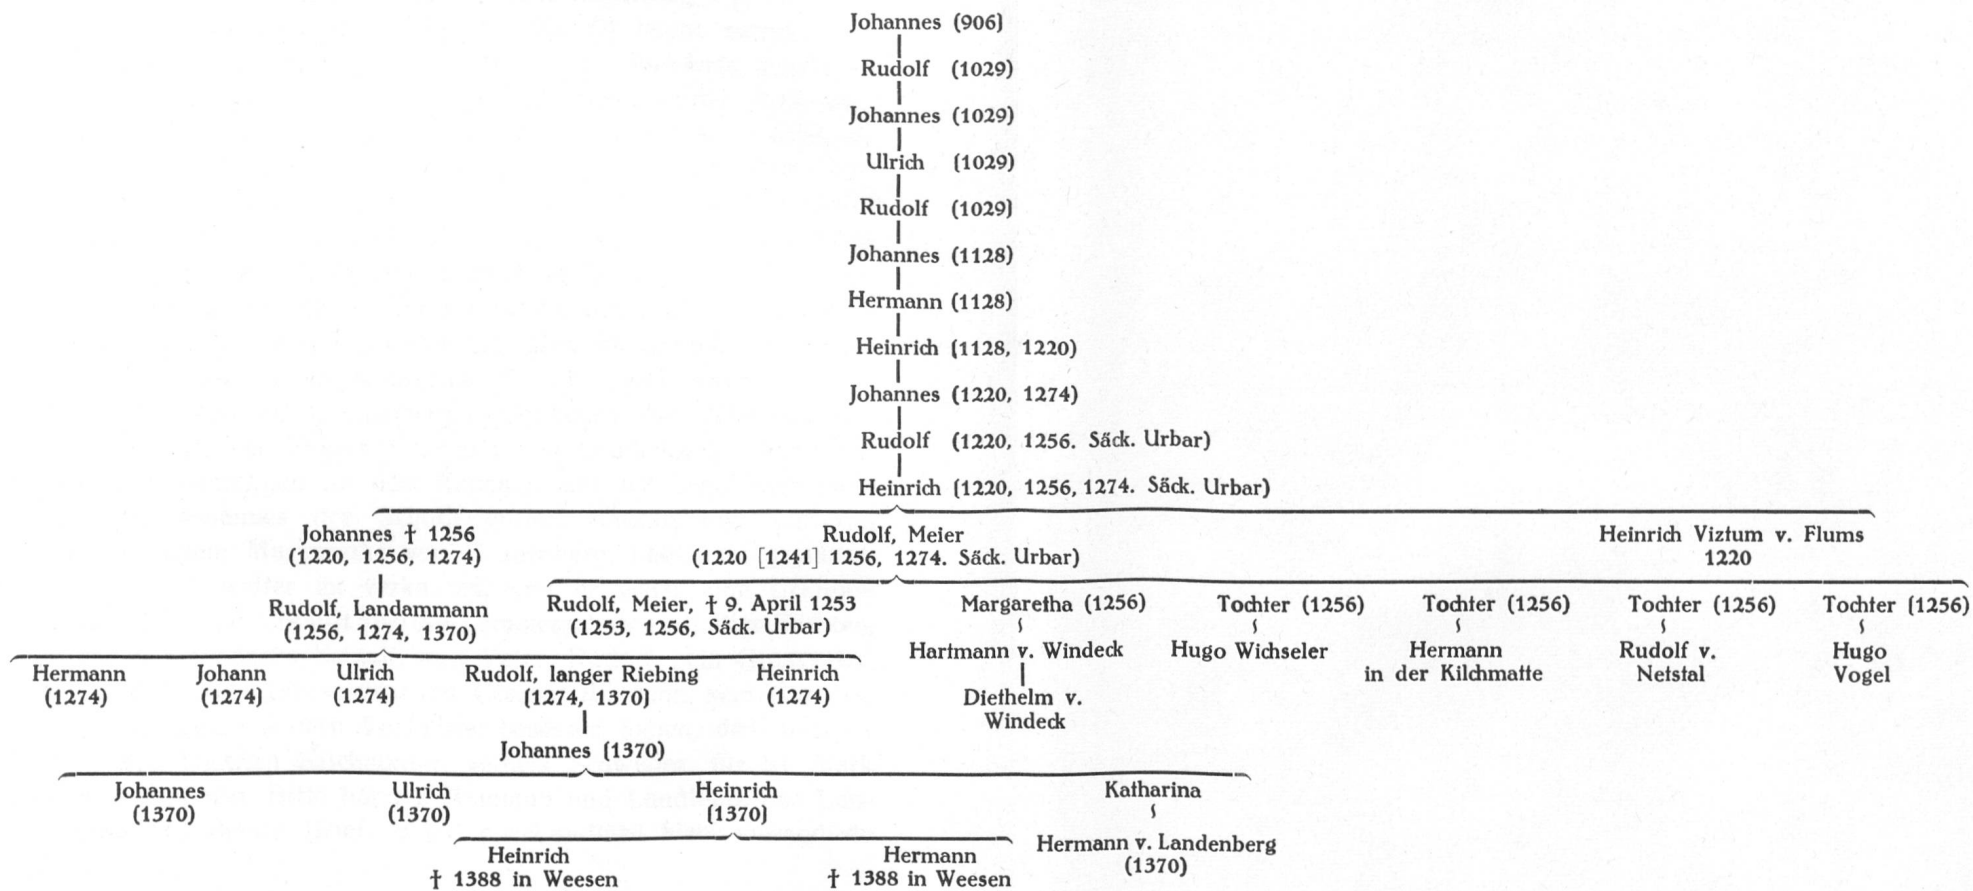 Johannes (906)
Rudolf (1029)
Johannes (1029)
Ulrich (1029)
Rudolf (1029)
Johannes (1128)
Hermann (1128)
Heinrich (1128, 1220)
Johannes (1220, 1274)
Rudolf (1220, 1256. Säck. Urbar)
Heinrich (1220, 1256, 1274. Säck. Urbar)
Johannes † 1256
(1220, 1256, 1274)
Rudolf, Meier
(1220 [1241] 1256, 1274. Säck. Urbar)
Heinrich Viztum v. Flums
1220
Rudolf, Landammann
(1256, 1274, 1370)
Rudolf, Meier, † 9. April 1253
(1253, 1256, Säck. Urbar)
Margaretha (1256)
Hartmann v. Windeck
Diethelm v.
Windeck
Tochter (1256)
Hugo Wichseler
Tochter (1256)
Hermann
in der Kilchmatte
Tochter (1256)
Rudolf v.
Netstal
Tochter (1256)
Hugo
Vogel
Hermann
(1274)
Johann
(1274)
Ulrich
(1274)
Rudolf, langer Riebing
(1274, 1370)
Heinrich
(1274)
Johannes (1370)
Johannes
(1370)
Ulrich
(1370)
Heinrich
(1370)
Katharina
Hermann v. Landenberg
(1370)
Heinrich
† 1388 in Weesen
Hermann
† 1388 in Weesen